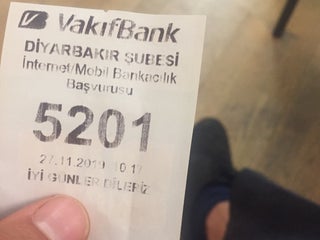 VakıfBank
DİYARBAKIR ŞUBESİ
İnternet/Mobil Bankacılık
Başvurusu
5201
27.11.2019 10:17
İYİ GÜNLER DİLERİZ